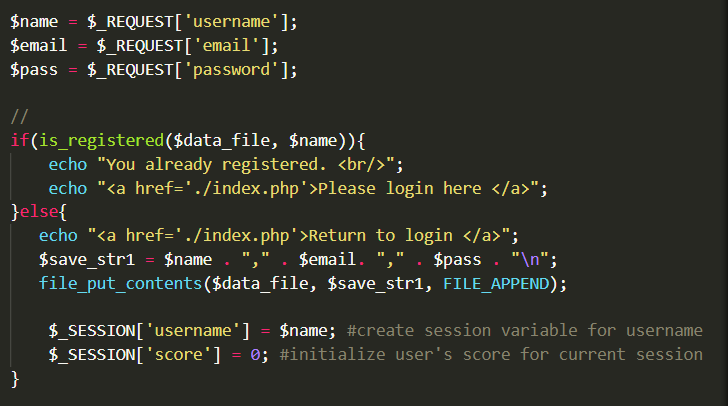 $name = $_REQUEST['username'];
$email = $_REQUEST['email'];
$pass = $_REQUEST['password'];
//
if(is_registered($data_file, $name)){
echo "You already registered. <br/>";
echo "<a href='./index.php'>Please login here </a>";
}else{
echo "<a href='./index.php'>Return to login </a>";
$save_str1 = $name . "," . $email. "," . $pass . "\n";
file_put_contents($data_file, $save_str1, FILE_APPEND);
$_SESSION['username'] = $name; #create session variable for username
$_SESSION['score'] = 0; #initialize user's score for current session
}